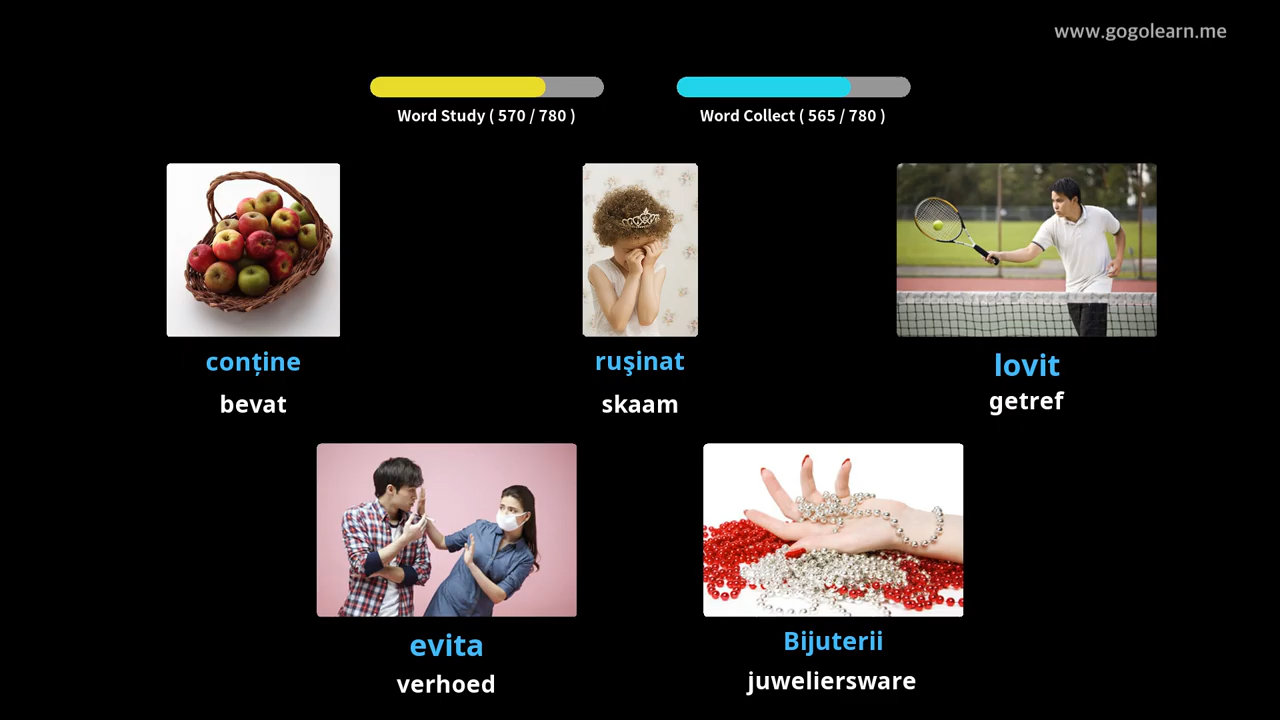 www.gogolearn.me
Word Study ( 570 / 780 )
Word Collect ( 565 / 780 )
conține
bevat
ruşinat
skaam
lovit
getref
evita
verhoed
Bijuterii
juweliersware